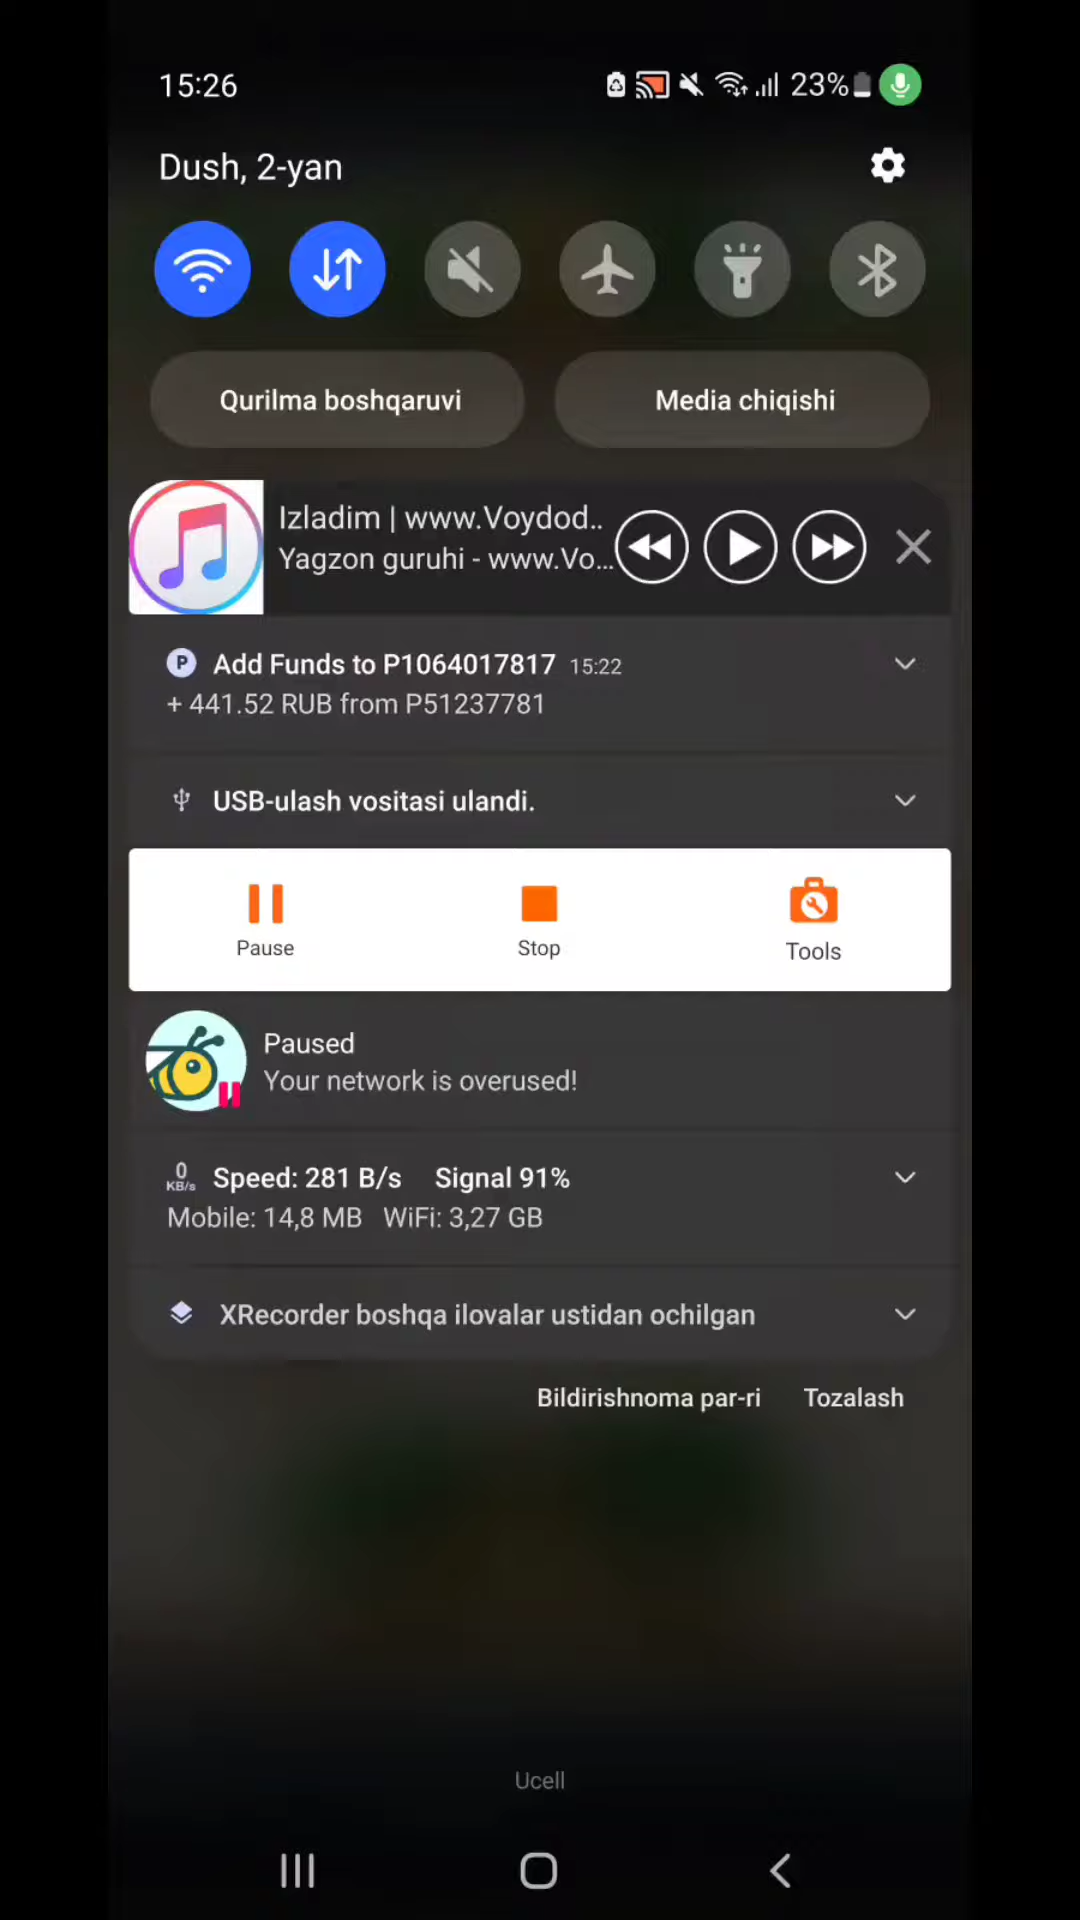 15:26
23%
Dush, 2-yan
Qurilma boshqaruvi
Media chiqishi
Izladim | www.Voydod..
Yagzon guruhi - www.Vo...
P Add Funds to P1064017817 15:22
+ 441.52 RUB from P51237781
USB-ulash vositasi ulandi.
Pause
Stop
Tools
Paused
Your network is overused!
0 KB/s Speed: 281 B/s Signal 91%
Mobile: 14,8 MB WiFi: 3,27 GB
XRecorder boshqa ilovalar ustidan ochilgan
Bildirishnoma par-ri Tozalash
Ucell